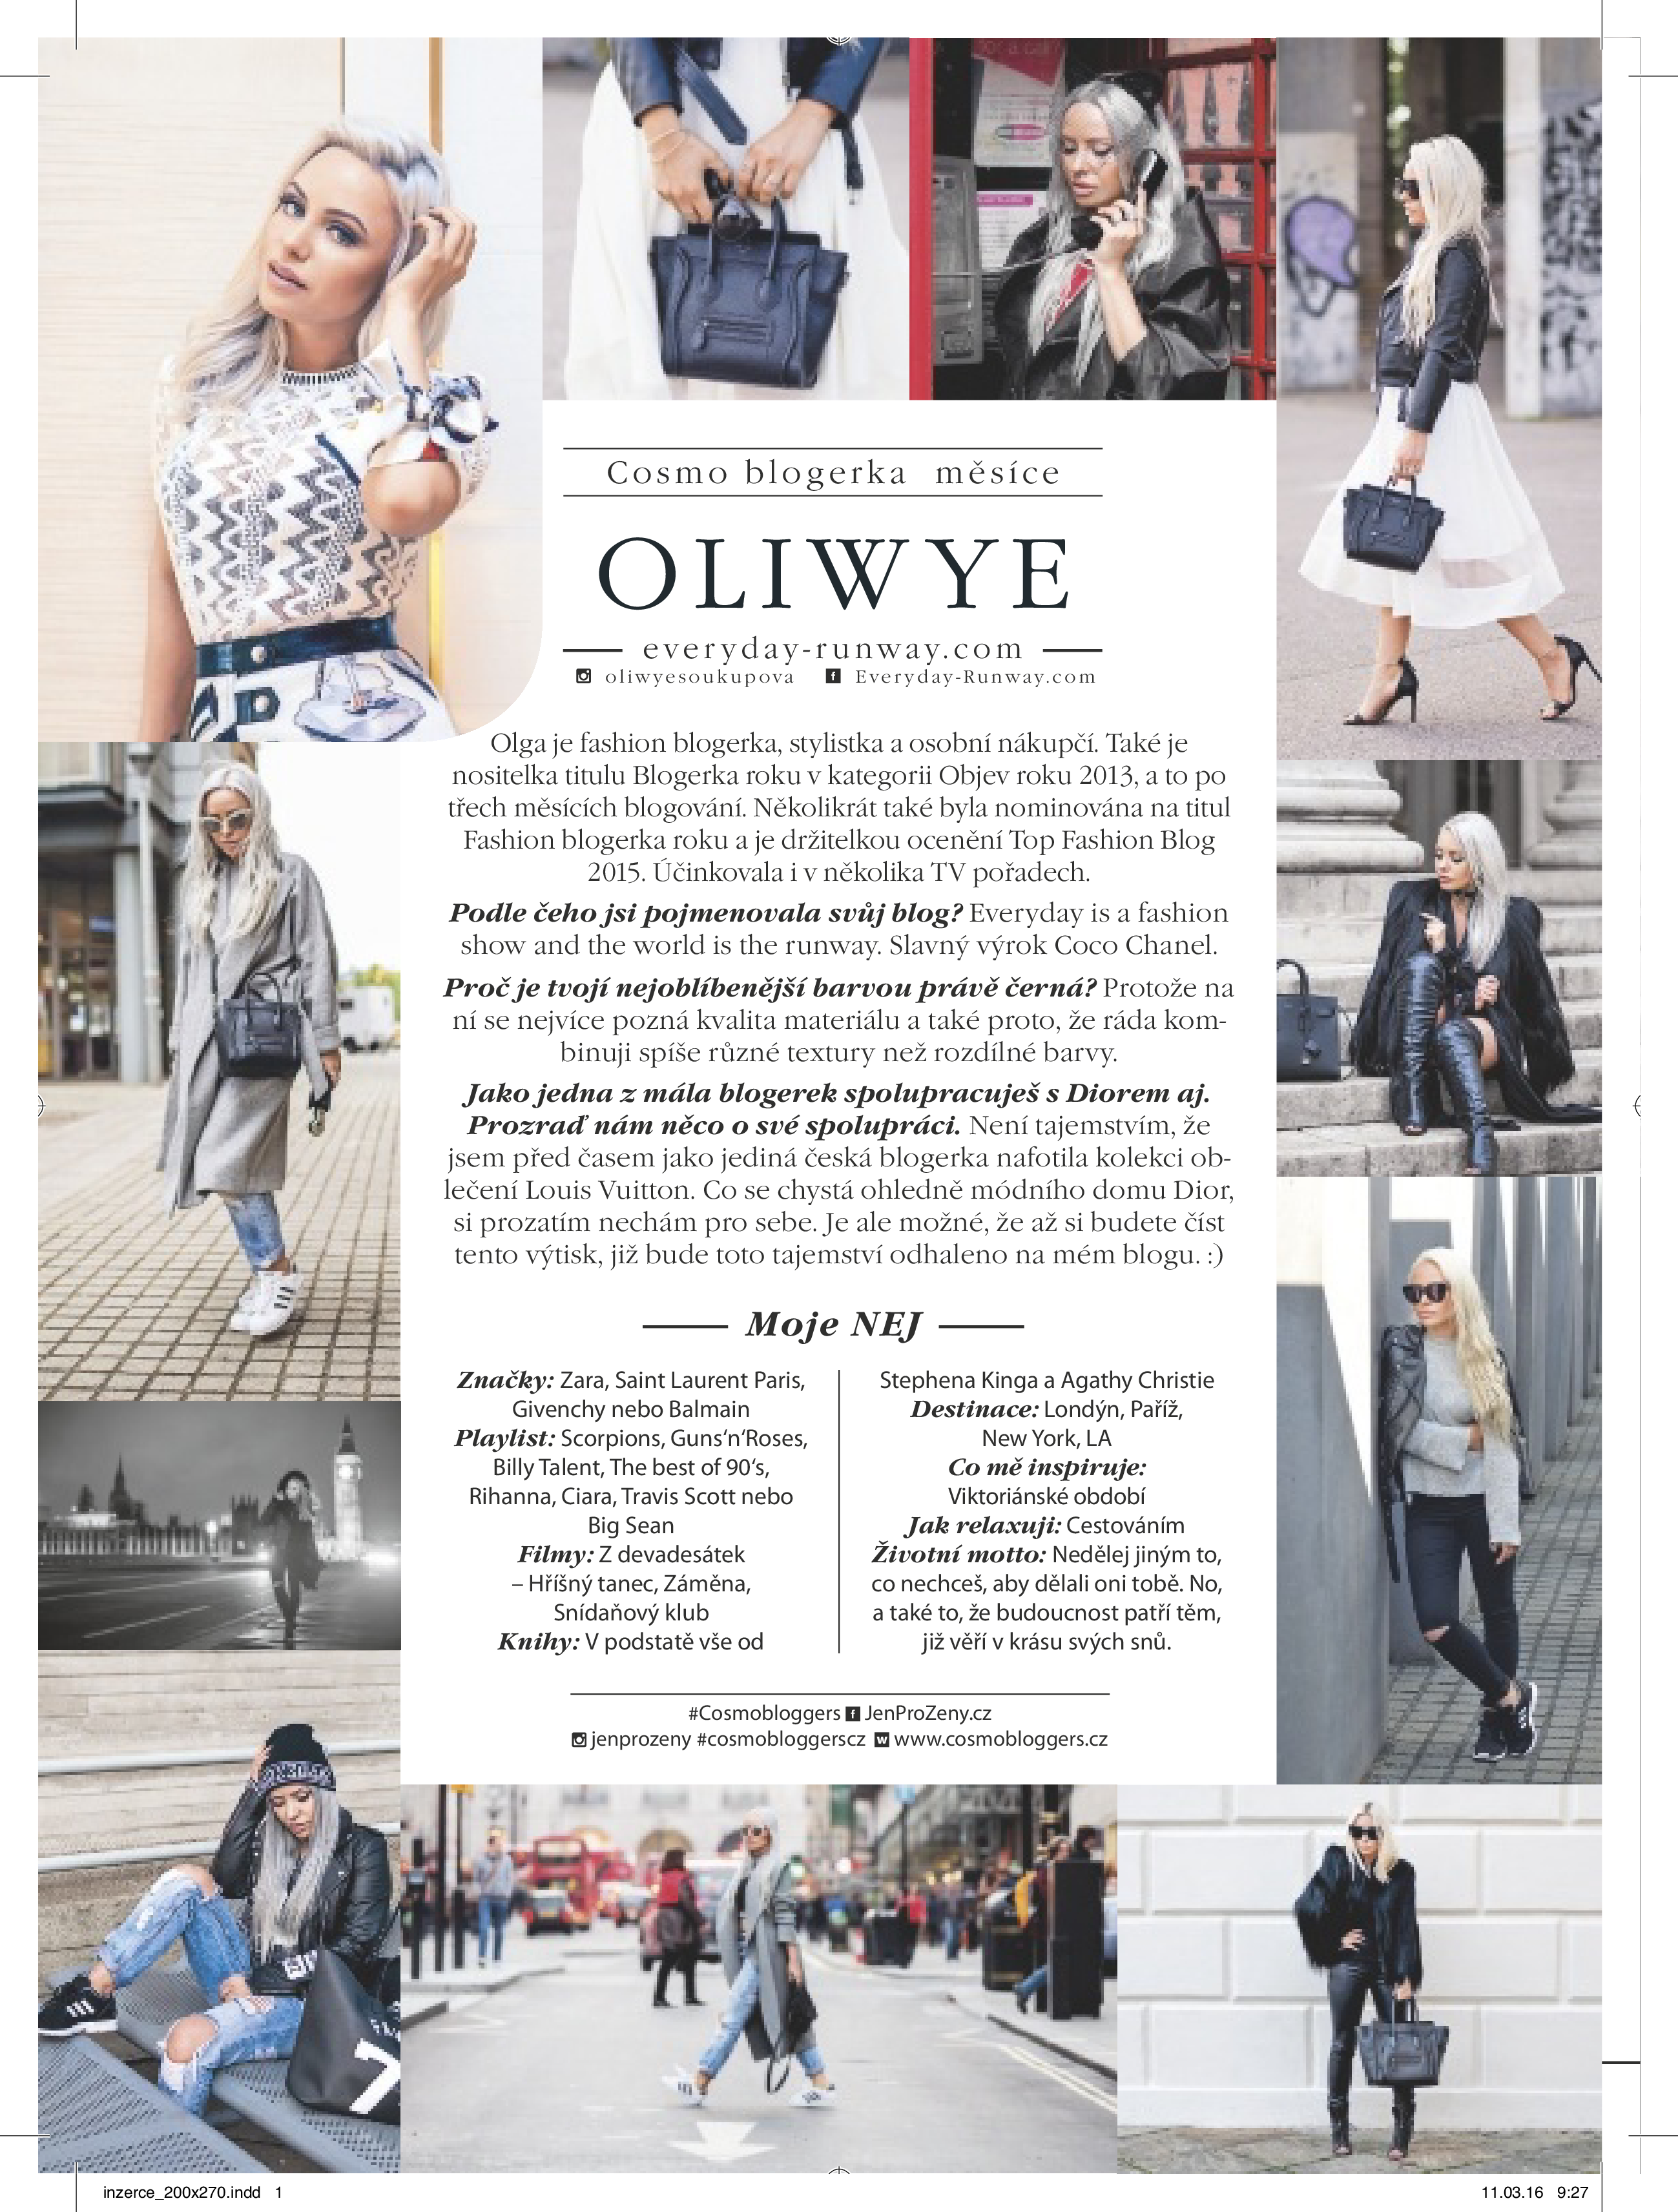 Cosmo blogerka měsíce
OLIWYE
everyday-runway.com
oliwyesoukupova Everyday-Runway.com
Olga je fashion blogerka, stylistka a osobní nákupčí. Také je
nositelka titulu Blogerka roku v kategorii Objev roku 2013, a to po
třech měsících blogování. Několikrát také byla nominována na titul
Fashion blogerka roku a je držitelkou ocenění Top Fashion Blog
2015. Účinkovala i v několika TV pořadech.
Podle čeho jsi pojmenovala svůj blog? Everyday is a fashion
show and the world is the runway. Slavný výrok Coco Chanel.
Proč je tvojí nejoblíbenější barvou právě černá? Protože na
ní se nejvíce pozná kvalita materiálu a také proto, že ráda kom-
binuji spíše různé textury než rozdílné barvy.
Jako jedna z mála blogerek spolupracuješ s Diorem aj.
Prozraď nám něco o své spolupráci. Není tajemstvím, že
jsem před časem jako jediná česká blogerka nafotila kolekci ob-
lečení Louis Vuitton. Co se chystá ohledně módního domu Dior,
si prozatím nechám pro sebe. Je ale možné, že až si budete číst
tento výtisk, již bude toto tajemství odhaleno na mém blogu. :)
Moje NEJ
Značky: Zara, Saint Laurent Paris,
Givenchy nebo Balmain
Playlist: Scorpions, Guns‘n‘Roses,
Billy Talent, The best of 90‘s,
Rihanna, Ciara, Travis Scott nebo
Big Sean
Filmy: Z devadesátek
– Hříšný tanec, Záměna,
Snídaňový klub
Knihy: V podstatě vše od
Stephena Kinga a Agathy Christie
Destinace: Londýn, Paříž,
New York, LA
Co mě inspiruje:
Viktoriánské období
Jak relaxuji: Cestováním
Životní motto: Nedělej jiným to,
co nechceš, aby dělali oni tobě. No,
a také to, že budoucnost patří těm,
již věří v krásu svých snů.
#Cosmobloggers JenProZeny.cz
jenprozeny #cosmobloggerscz www.cosmobloggers.cz
7
inzerce_200x270.indd 1
11.03.16 9:27